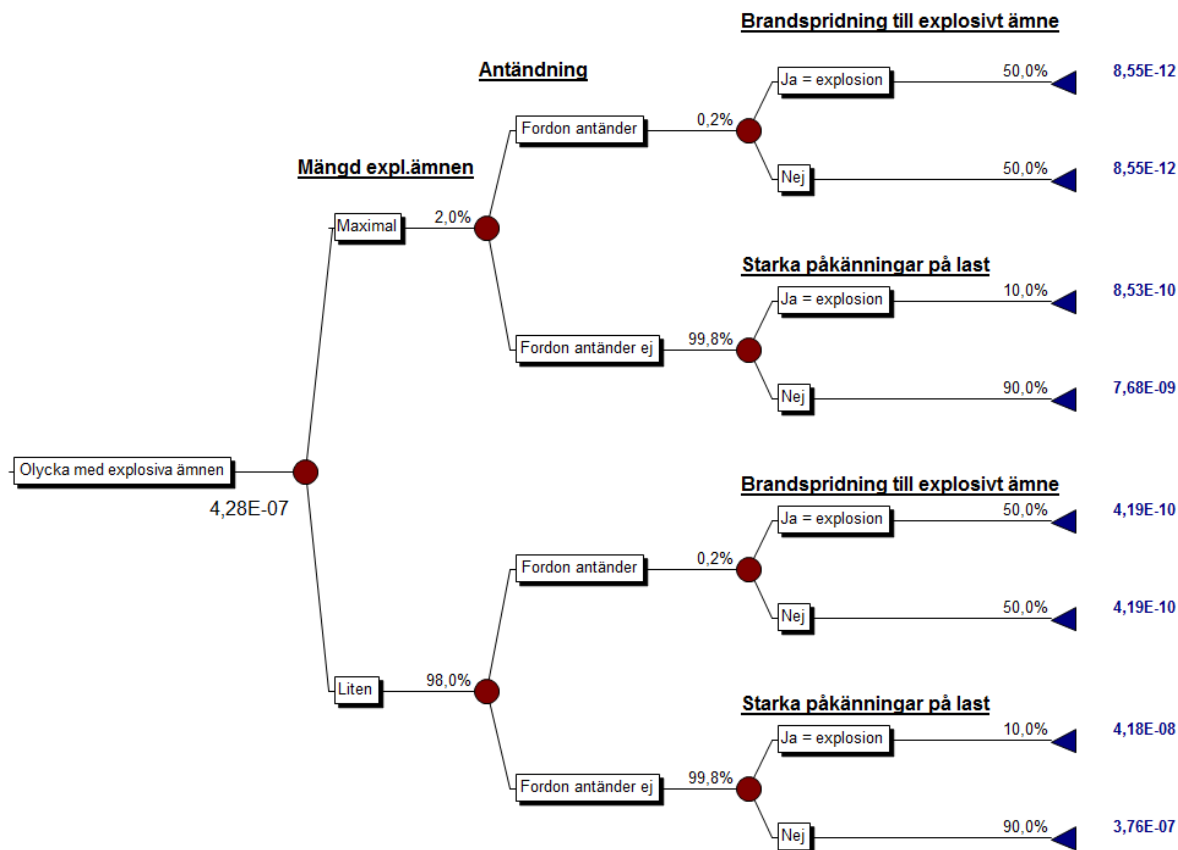 Brandspridning till explosivt ämne
Antändning
Ja = explosion 50,0% 8,55E-12
Fordon antänder 0,2%
Mängd expl.ämnen
Nej 50,0% 8,55E-12
Maximal 2,0%
Starka påkänningar på last
Ja = explosion 10,0% 8,53E-10
Fordon antänder ej 99,8%
Nej 90,0% 7,68E-09
Olycka med explosiva ämnen
4,28E-07
Brandspridning till explosivt ämne
Ja = explosion 50,0% 4,19E-10
Fordon antänder 0,2%
Nej 50,0% 4,19E-10
Liten 98,0%
Starka påkänningar på last
Ja = explosion 10,0% 4,18E-08
Fordon antänder ej 99,8%
Nej 90,0% 3,76E-07